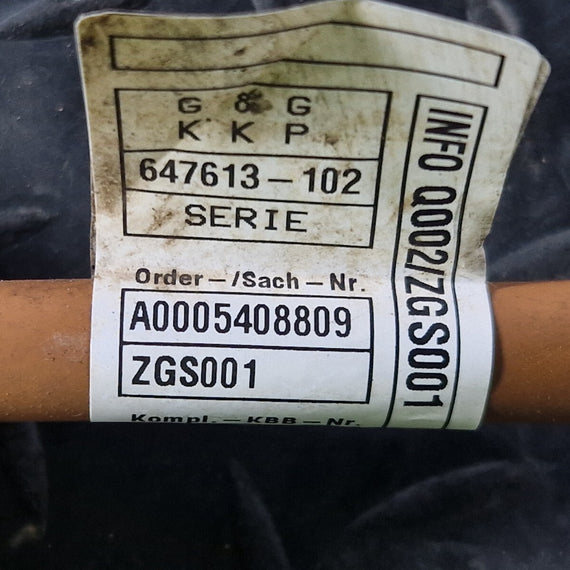 G & G
K K P
647613-102
SERIE
Order-/Sach-Nr.
A0005408809
ZGS001
Kompl.-KBB-Nr.
INFO Q002/ZGS001